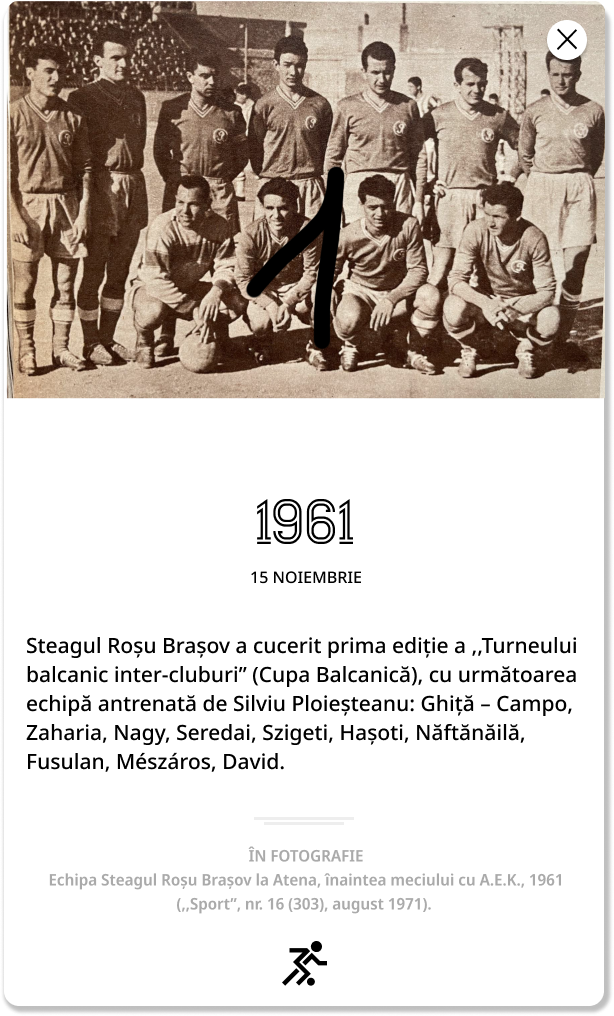 1
1961
15 NOIEMBRIE
Steagul Roșu Brașov a cucerit prima ediție a ,,Turneului
balcanic inter-cluburi” (Cupa Balcanică), cu următoarea
echipă antrenată de Silviu Ploieșteanu: Ghiță – Campo,
Zaharia, Nagy, Seredai, Szigeti, Hașoti, Năftănăilă,
Fusulan, Mészáros, David.
ÎN FOTOGRAFIE
Echipa Steagul Roșu Brașov la Atena, înaintea meciului cu A.E.K., 1961
(,,Sport”, nr. 16 (303), august 1971).